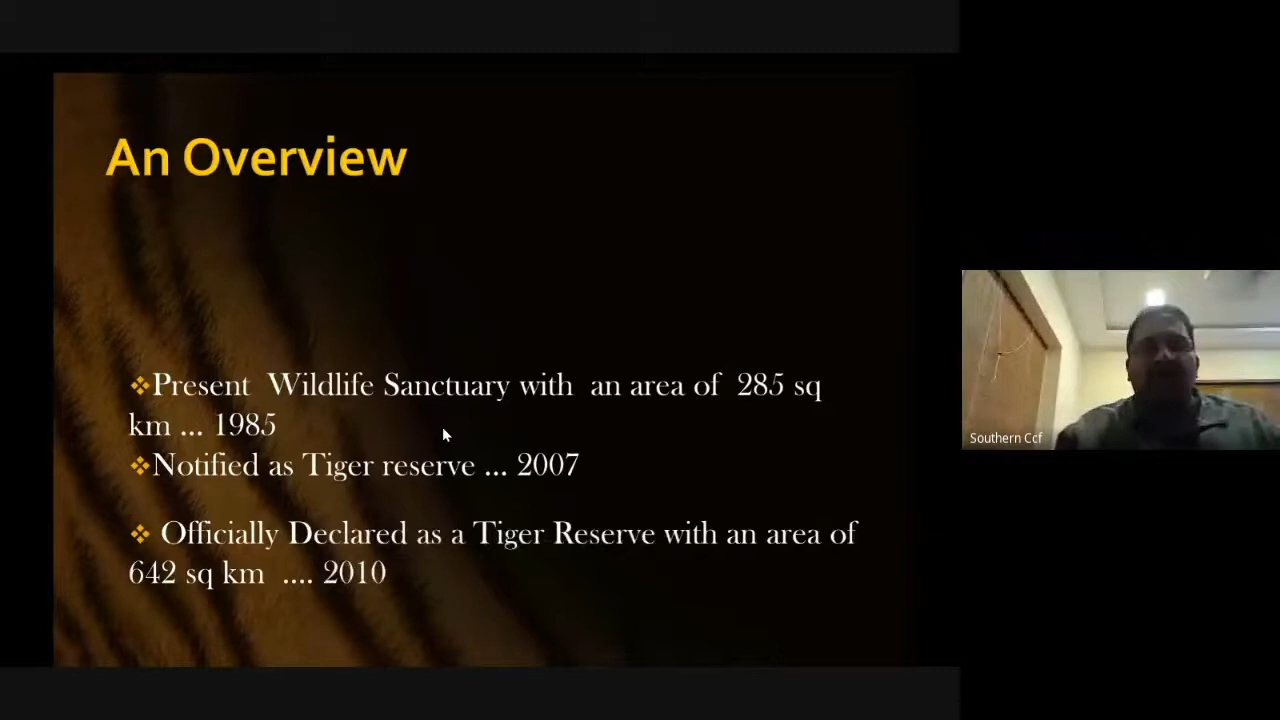 An Overview
❖Present Wildlife Sanctuary with an area of 285 sq
km ... 1985
❖Notified as Tiger reserve ... 2007
❖ Officially Declared as a Tiger Reserve with an area of
642 sq km .... 2010
Southern Ccf